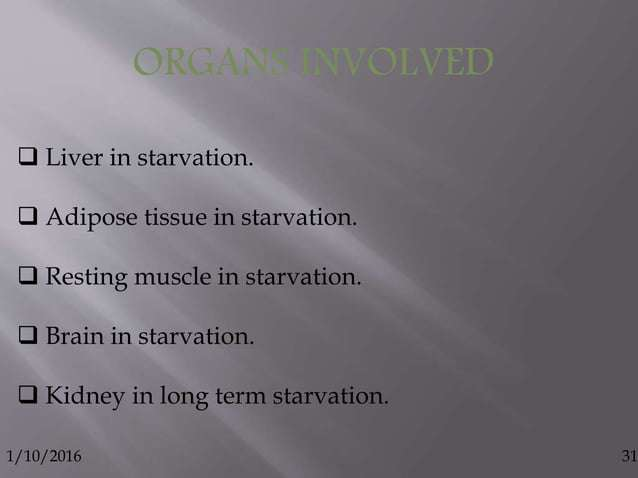 ORGANS INVOLVED
❑ Liver in starvation.
❑ Adipose tissue in starvation.
❑ Resting muscle in starvation.
❑ Brain in starvation.
❑ Kidney in long term starvation.
1/10/2016 31